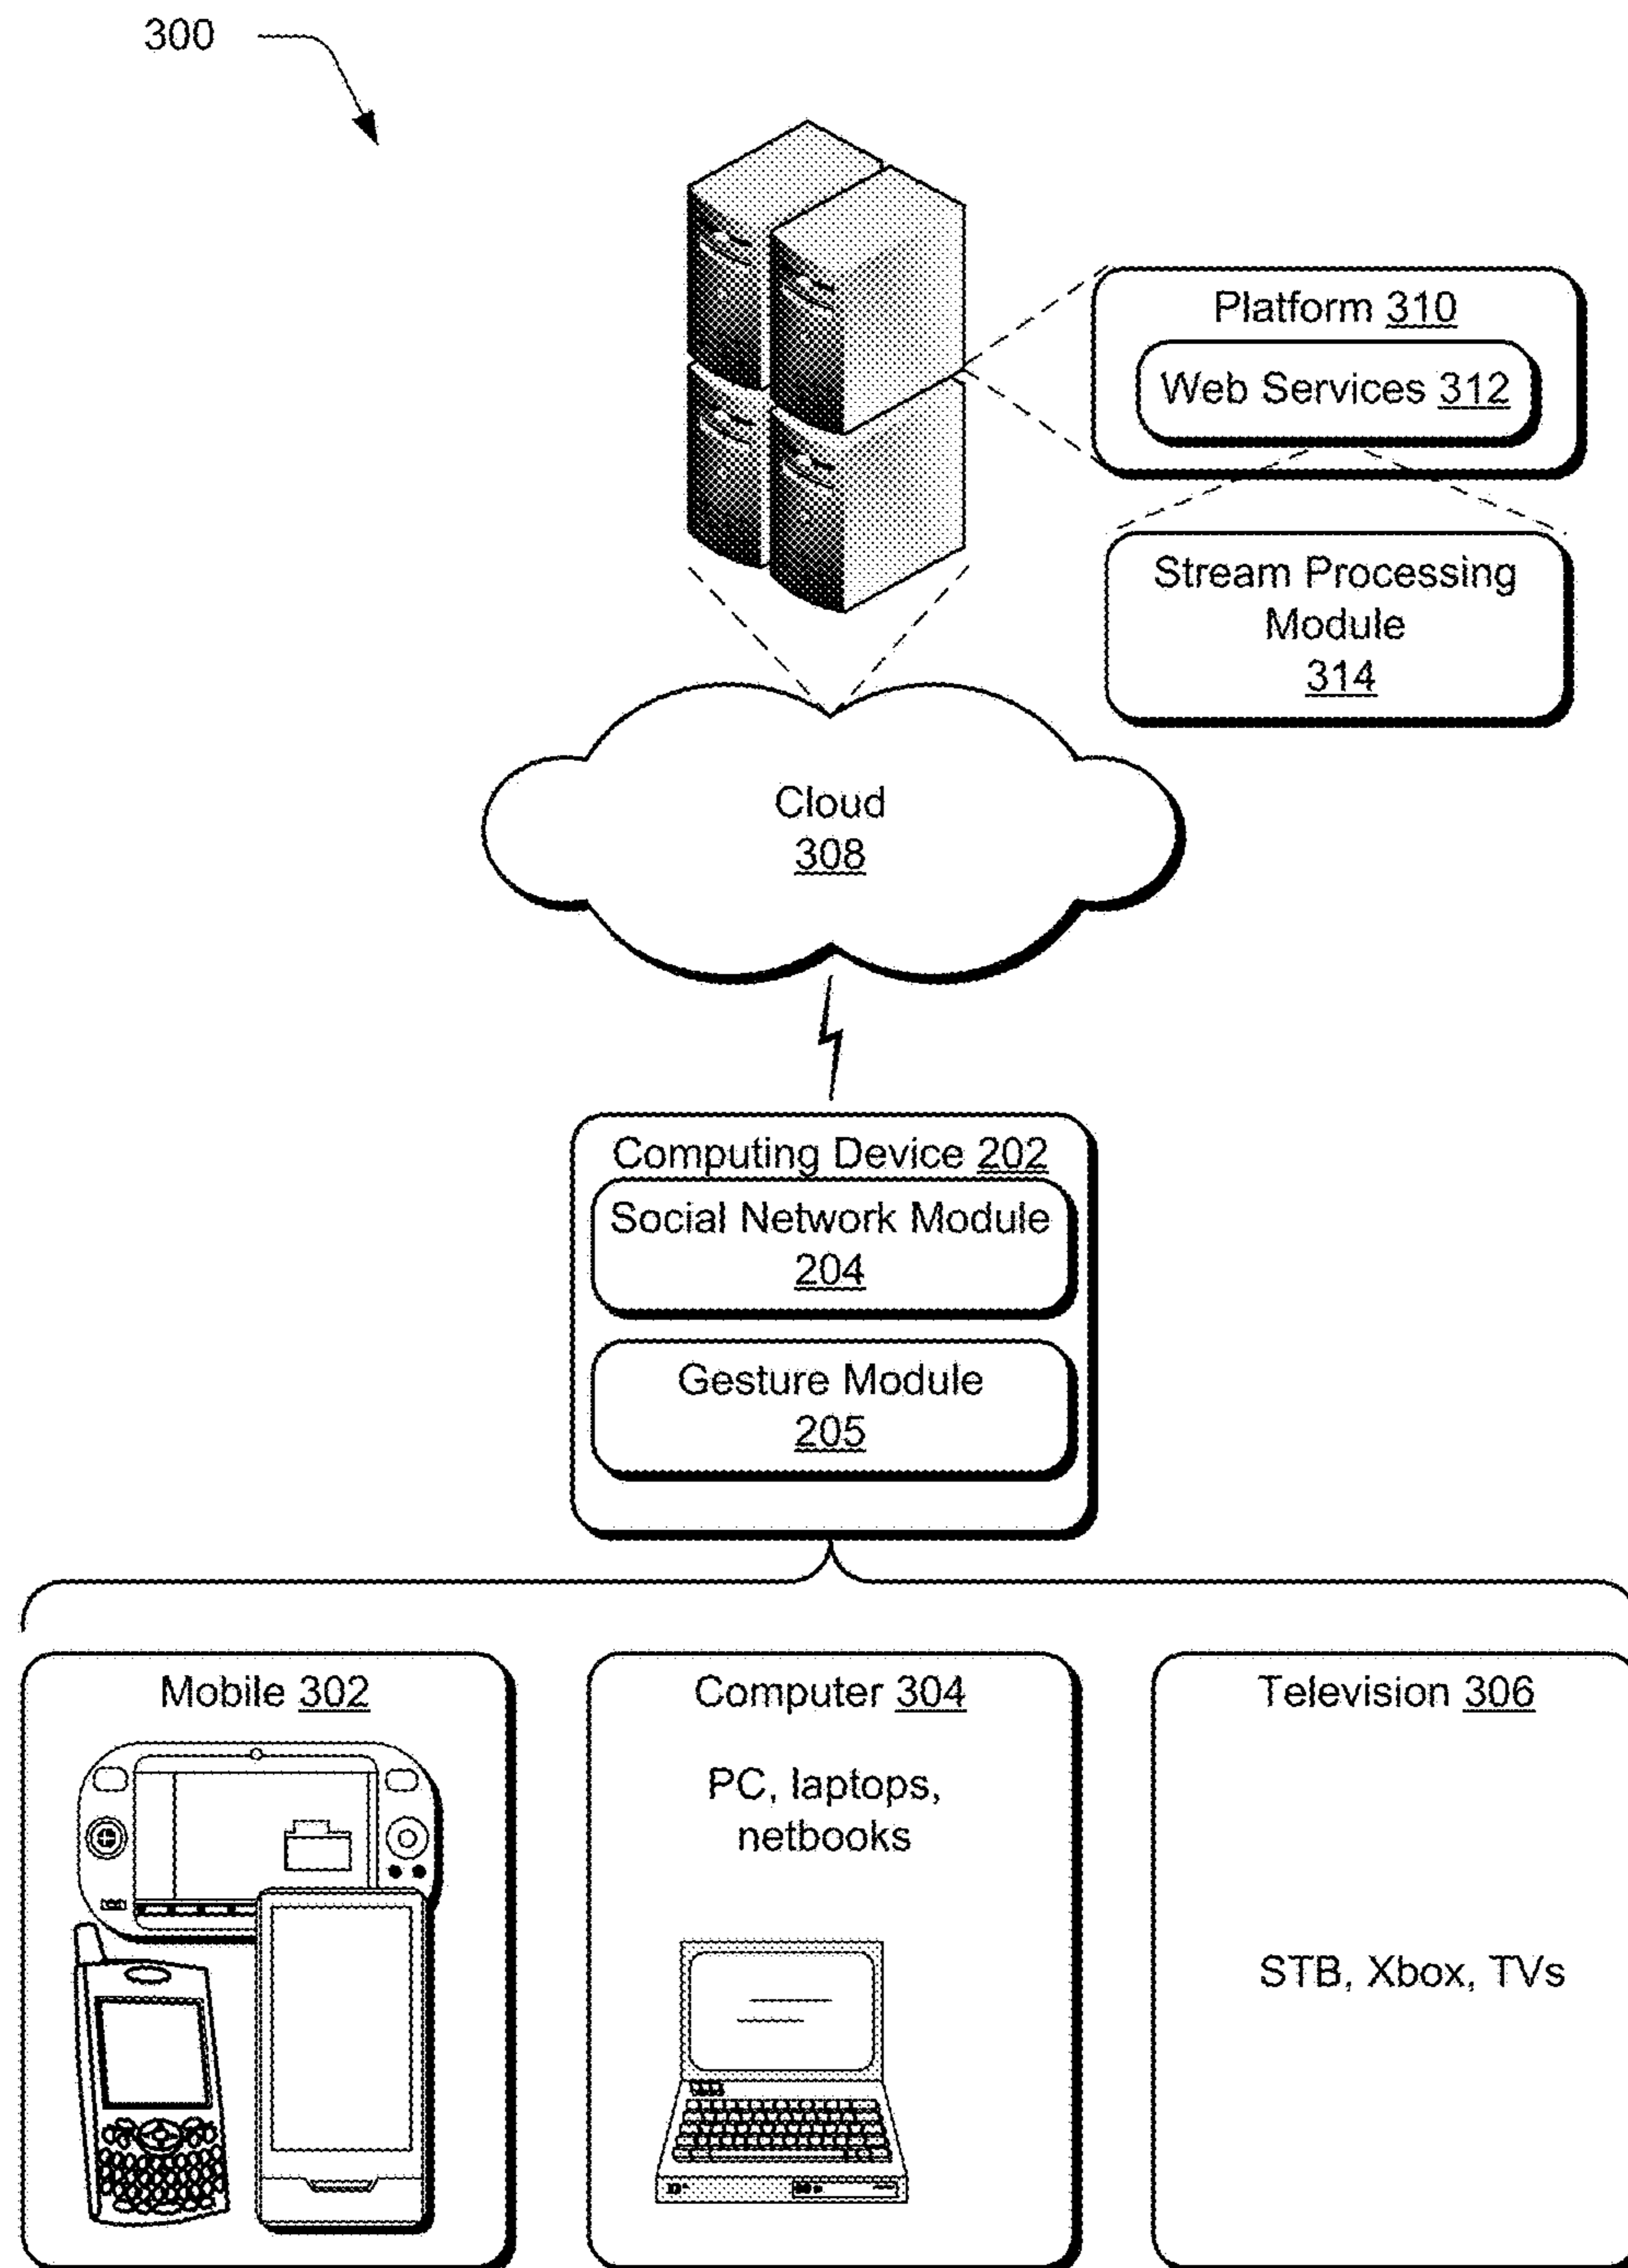 300
Platform 310
Web Services 312
Stream Processing
Module
314
Cloud
308
Computing Device 202
Social Network Module
204
Gesture Module
205
Mobile 302
Computer 304
PC, laptops,
netbooks
Television 306
STB, Xbox, TVs